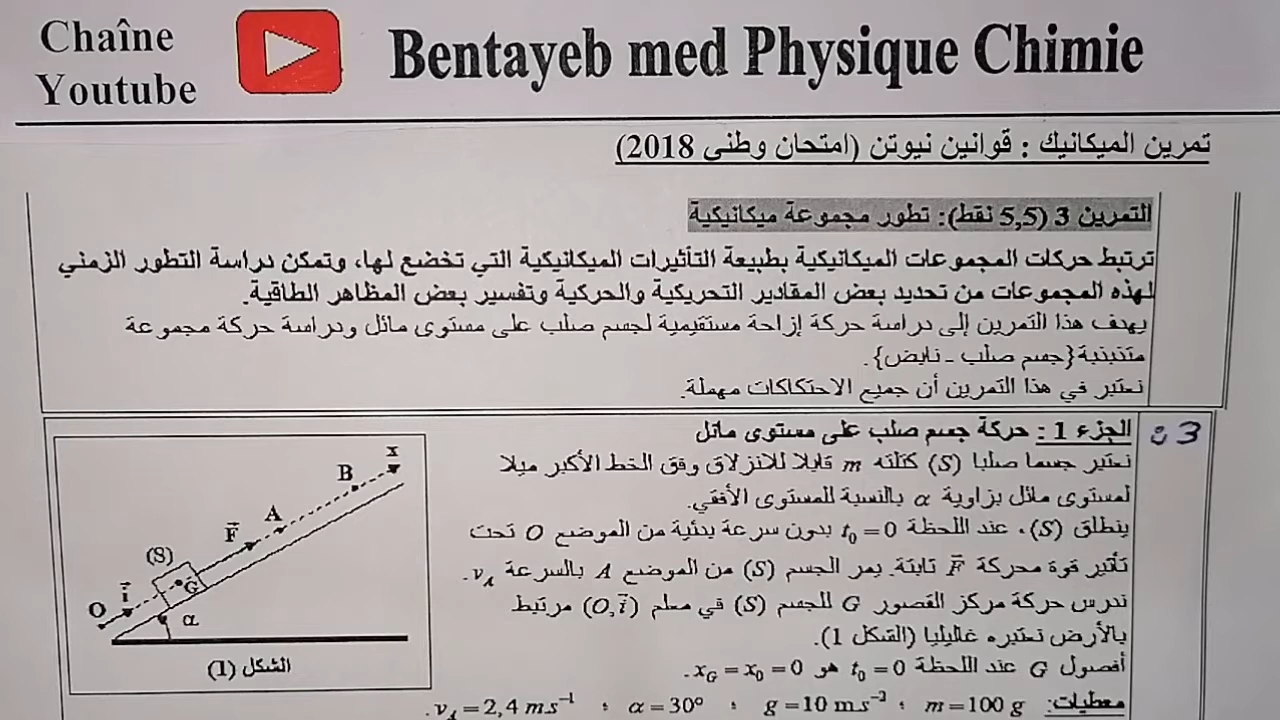 Chaîne
Youtube
Bentayeb med Physique Chimie
تمرين الميكانيك : قوانين نيوتن (امتحان وطني 2018)
التمرين 3 (5,5 نقط): تطور مجموعة ميكانيكية
ترتبط حركات المجموعات الميكانيكية بطبيعة التأثيرات الميكانيكية التي تخضع لها، وتمكن دراسة التطور الزمني
لهذه المجموعات من تحديد بعض المقادير التحريكية والحركية وتفسير بعض المظاهر الطاقية.
يهدف هذا التمرين إلى دراسة حركة إزاحة مستقيمية لجسم صلب على مستوى مائل ودراسة حركة مجموعة
متذبذبة {جسم صلب ـ نابض}.
نعتبر في هذا التمرين أن جميع الاحتكاكات مهملة.
3ن
الجزء 1 : حركة جسم صلب على مستوى مائل
نعتبر جسما صلبا (S) كتلته m قابلا للانزلاق وفق الخط الأكبر ميلا
لمستوى مائل بزاوية α بالنسبة للمستوى الأفقي.
ينطلق (S)، عند اللحظة t₀ = 0 بدون سرعة بدئية من الموضع O تحت
تأثير قوة محركة F⃗ ثابتة. يمر الجسم (S) من الموضع A بالسرعة v_A.
ندرس حركة مركز القصور G للجسم (S) في معلم (O, i⃗) مرتبط
بالأرض نعتبره غاليليا (الشكل 1).
أفصول G عند اللحظة t₀ = 0 هو x_G = x₀ = 0.
معطيات: m = 100 g ؛ g = 10 m.s⁻² ؛ α = 30° ؛ v_A = 2,4 m.s⁻¹.
x
B
A
F⃗
(S)
G
i⃗
O
α
الشكل (1)